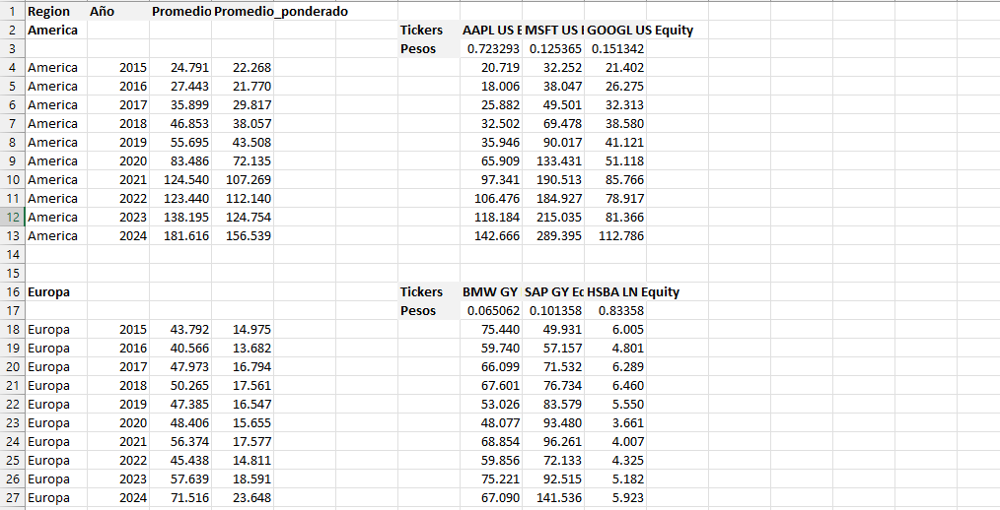 1 Region Año Promedio Promedio_ponderado
2 America Tickers AAPL US E MSFT US I GOOGL US Equity
3 Pesos 0.723293 0.125365 0.151342
4 America 2015 24.791 22.268 20.719 32.252 21.402
5 America 2016 27.443 21.770 18.006 38.047 26.275
6 America 2017 35.899 29.817 25.882 49.501 32.313
7 America 2018 46.853 38.057 32.502 69.478 38.580
8 America 2019 55.695 43.508 35.946 90.017 41.121
9 America 2020 83.486 72.135 65.909 133.431 51.118
10 America 2021 124.540 107.269 97.341 190.513 85.766
11 America 2022 123.440 112.140 106.476 184.927 78.917
12 America 2023 138.195 124.754 118.184 215.035 81.366
13 America 2024 181.616 156.539 142.666 289.395 112.786
14
15
16 Europa Tickers BMW GY SAP GY Ec HSBA LN Equity
17 Pesos 0.065062 0.101358 0.83358
18 Europa 2015 43.792 14.975 75.440 49.931 6.005
19 Europa 2016 40.566 13.682 59.740 57.157 4.801
20 Europa 2017 47.973 16.794 66.099 71.532 6.289
21 Europa 2018 50.265 17.561 67.601 76.734 6.460
22 Europa 2019 47.385 16.547 53.026 83.579 5.550
23 Europa 2020 48.406 15.655 48.077 93.480 3.661
24 Europa 2021 56.374 17.577 68.854 96.261 4.007
25 Europa 2022 45.438 14.811 59.856 72.133 4.325
26 Europa 2023 57.639 18.591 75.221 92.515 5.182
27 Europa 2024 71.516 23.648 67.090 141.536 5.923